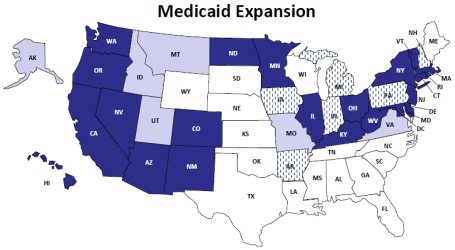 Medicaid Expansion
WA
OR
CA
NV
ID
MT
WY
UT
AZ
CO
NM
ND
SD
NE
KS
OK
TX
MN
IA
MO
AR
LA
WI
IL
MI
IN
OH
KY
TN
MS
AL
GA
FL
SC
NC
VA
WV
PA
NY
VT
NH
ME
MA
RI
CT
NJ
DE
MD
DC
AK
HI